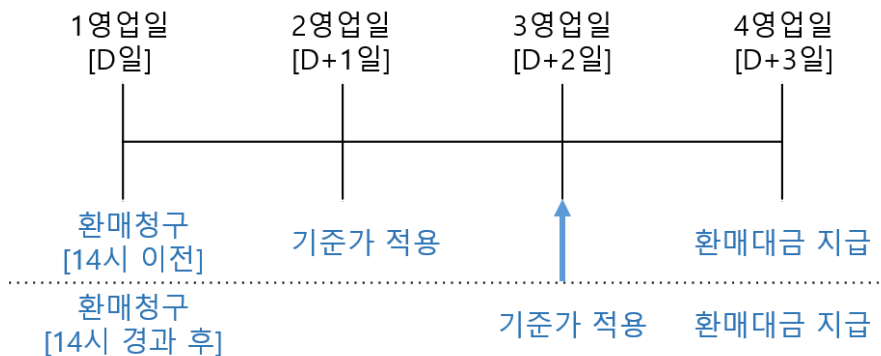 1영업일 2영업일 3영업일 4영업일
[D일] [D+1일] [D+2일] [D+3일]
환매청구
[14시 이전]
기준가 적용
환매대금 지급
환매청구
[14시 경과 후]
기준가 적용
환매대금 지급